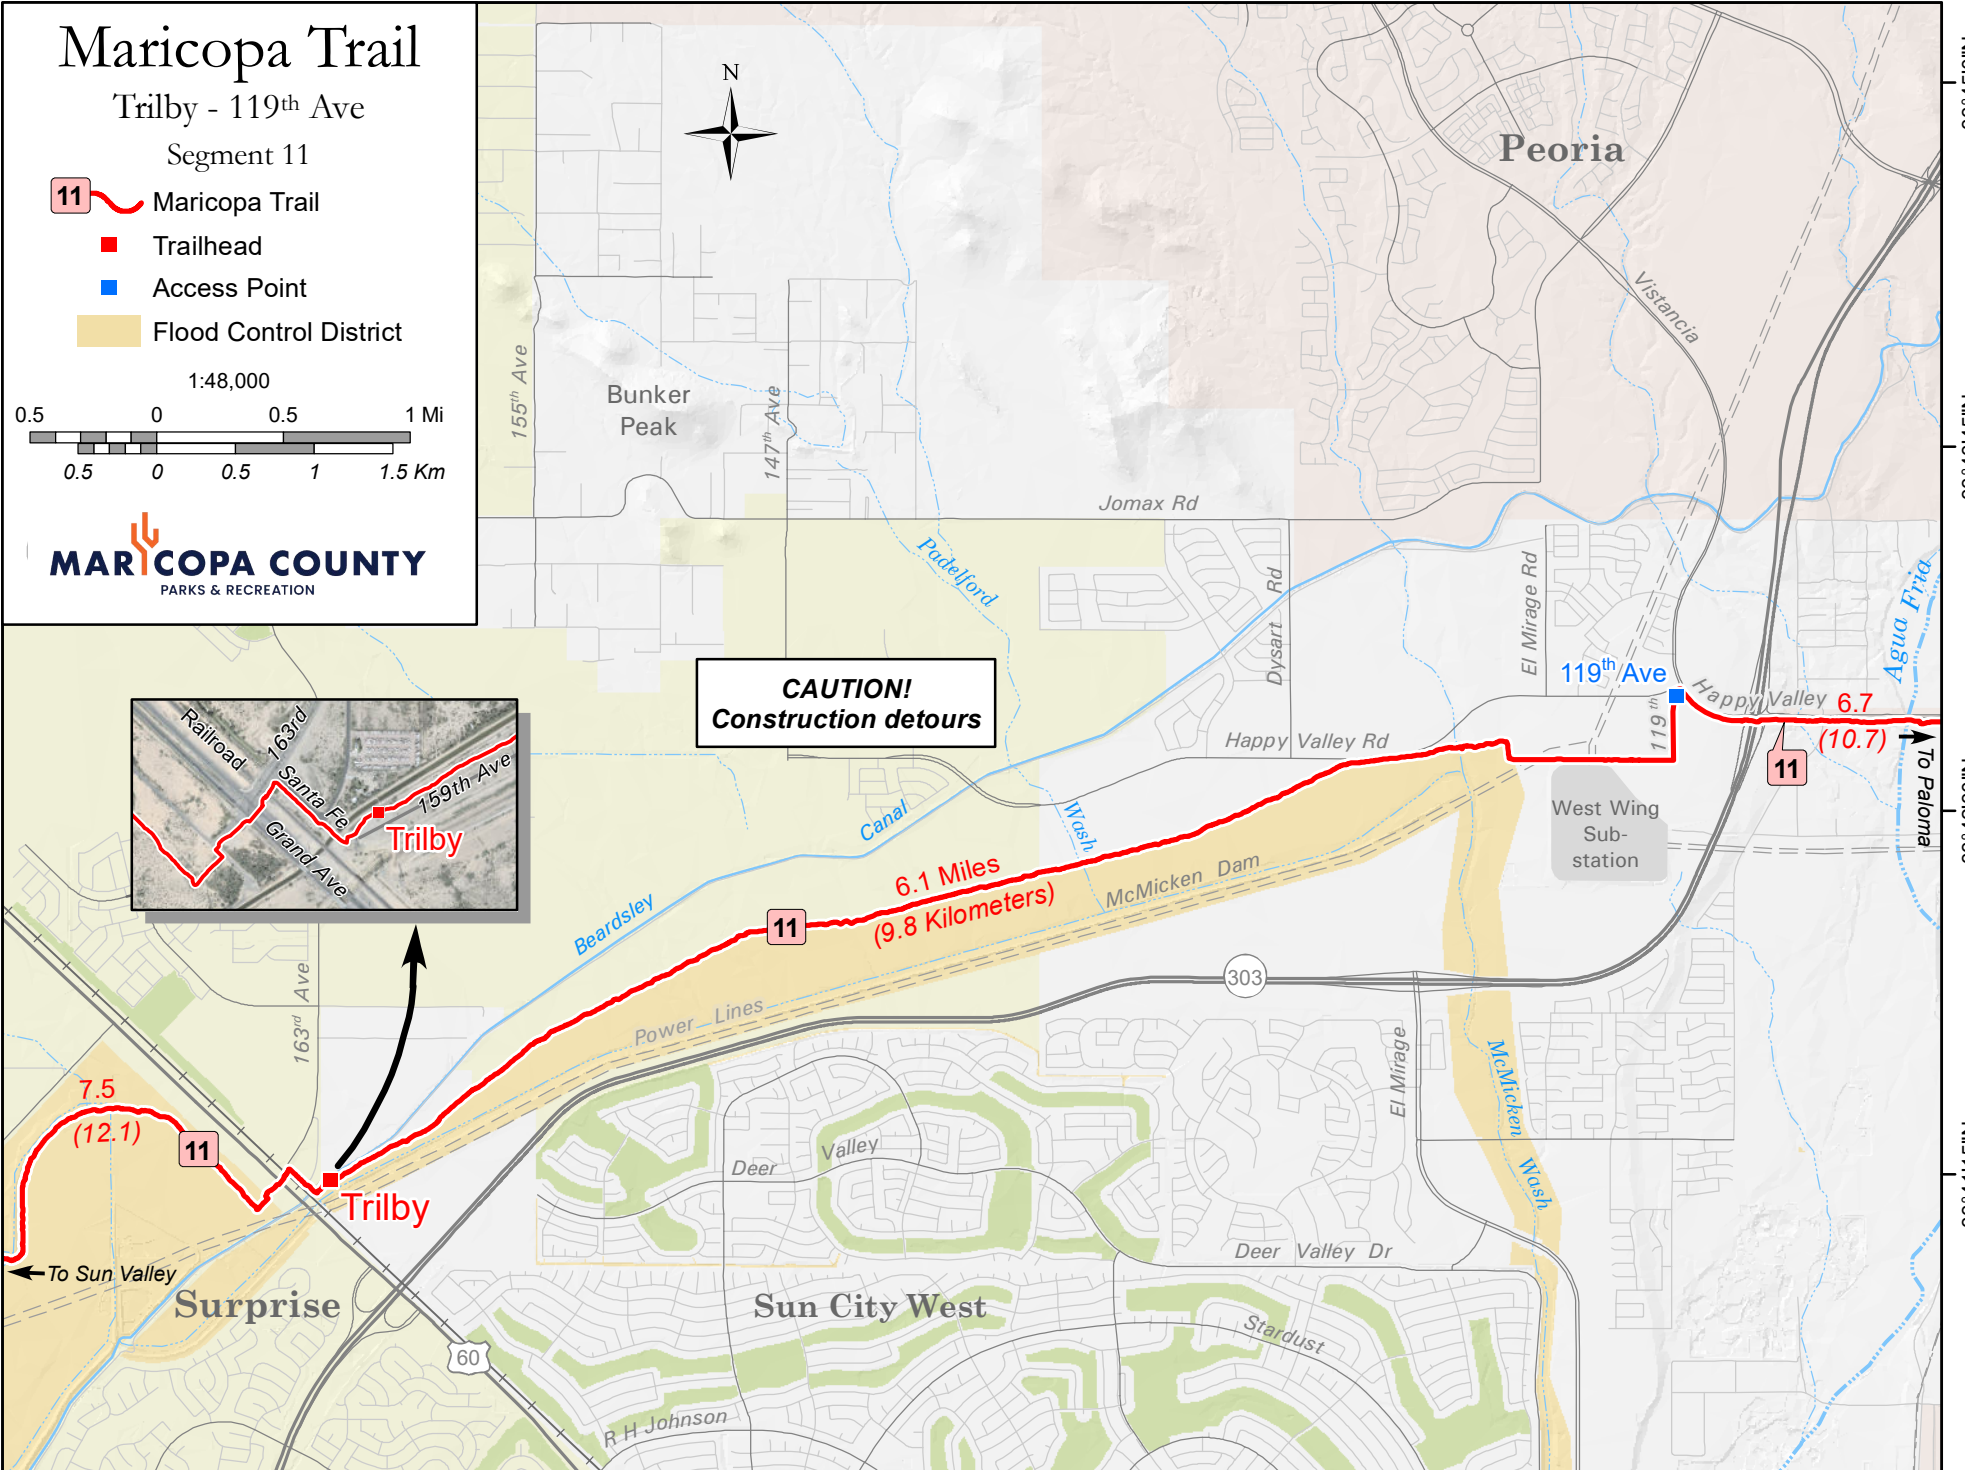 Maricopa Trail
Trilby - 119th Ave
Segment 11
11 Maricopa Trail
Trailhead
Access Point
Flood Control District
1:48,000
0.5 0 0.5 1 Mi
0.5 0 0.5 1 1.5 Km
MARICOPA COUNTY
PARKS & RECREATION
N
Peoria
Vistancia
155th Ave
Bunker
Peak
147th Ave
Jomax Rd
Padelford
Wash
Dysart Rd
El Mirage Rd
Agua Fria
119th Ave
119th
Happy Valley
6.7
(10.7)
11
To Paloma
CAUTION!
Construction detours
Happy Valley Rd
West Wing
Sub-
station
Railroad
163rd
Santa Fe
159th Ave
Grand Ave
Trilby
Canal
Beardsley
6.1 Miles
(9.8 Kilometers)
11
McMicken Dam
Power Lines
303
163rd Ave
El Mirage
McMicken
Wash
7.5
(12.1)
11
Trilby
To Sun Valley
Deer Valley
Deer Valley Dr
Surprise
Sun City West
Stardust
60
R H Johnson